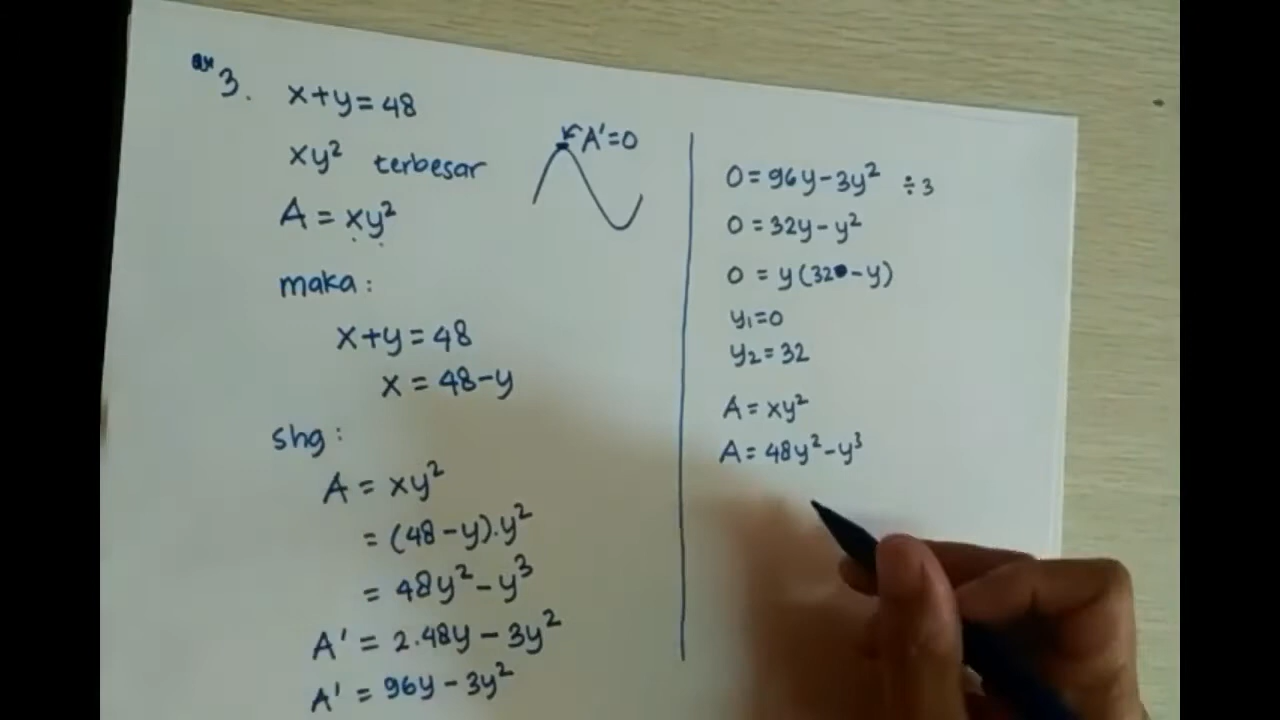 3.
x+y=48
xy² terbesar
A'=0
A = xy²
maka:
x+y=48
x = 48-y
shg:
A = xy²
= (48-y).y²
= 48y²-y³
A' = 2.48y-3y²
A' = 96y-3y²
0=96y-3y² ÷3
0=32y-y²
0 = y(32-y)
y₁=0
y₂=32
A=xy²
A=48y²-y³